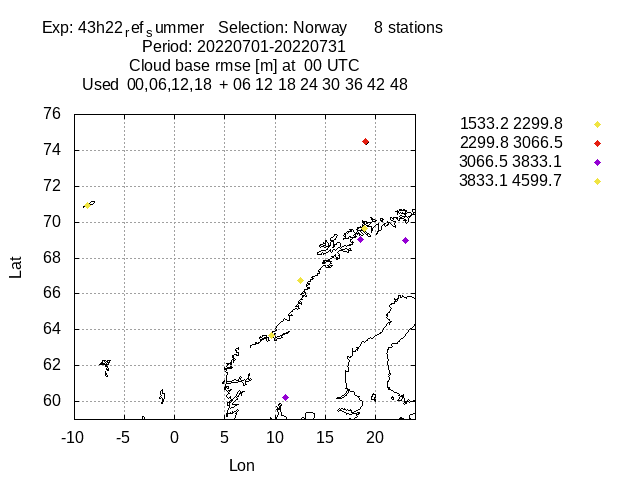 Exp: 43h22ref_summer   Selection: Norway      8 stations
Period: 20220701-20220731
Cloud base rmse [m] at  00 UTC
Used  00,06,12,18  + 06 12 18 24 30 36 42 48
1533.2 2299.8
2299.8 3066.5
3066.5 3833.1
3833.1 4599.7
76
74
72
70
68
66
64
62
60
Lat
-10 -5 0 5 10 15 20
Lon